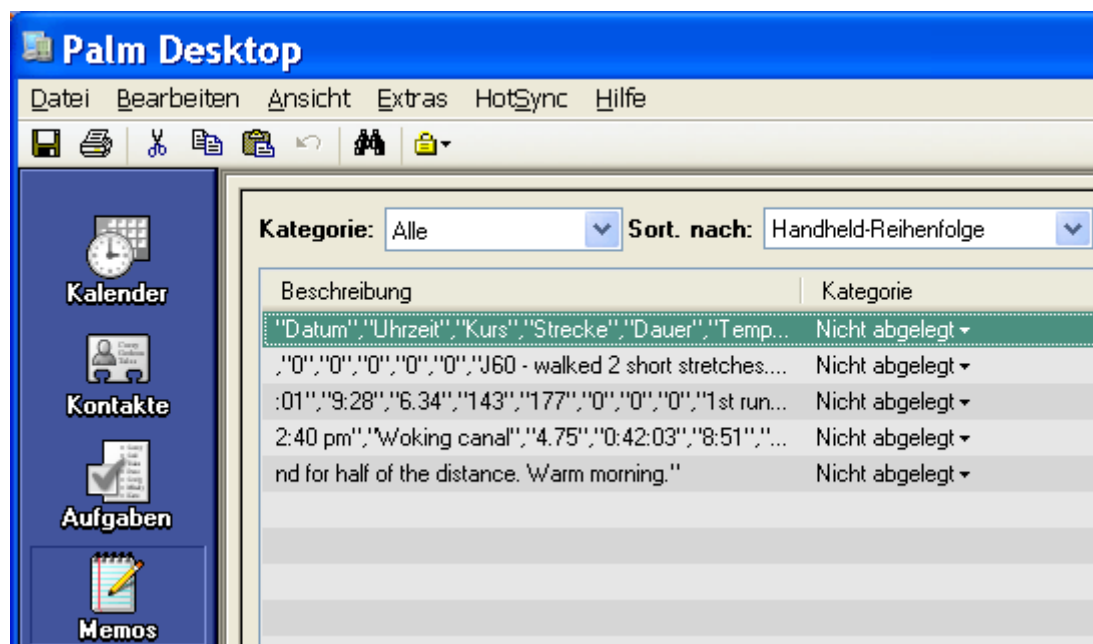 Palm Desktop
Datei Bearbeiten Ansicht Extras HotSync Hilfe
Kategorie: Alle Sort. nach: Handheld-Reihenfolge
Kalender
Kontakte
Aufgaben
Memos
Beschreibung Kategorie
"Datum","Uhrzeit","Kurs","Strecke","Dauer","Temp... Nicht abgelegt
,"0","0","0","0","0","J60 - walked 2 short stretches.... Nicht abgelegt
:01","9:28","6.34","143","177","0","0","0","1st run... Nicht abgelegt
2:40 pm","Woking canal","4.75","0:42:03","8:51","... Nicht abgelegt
nd for half of the distance. Warm morning." Nicht abgelegt